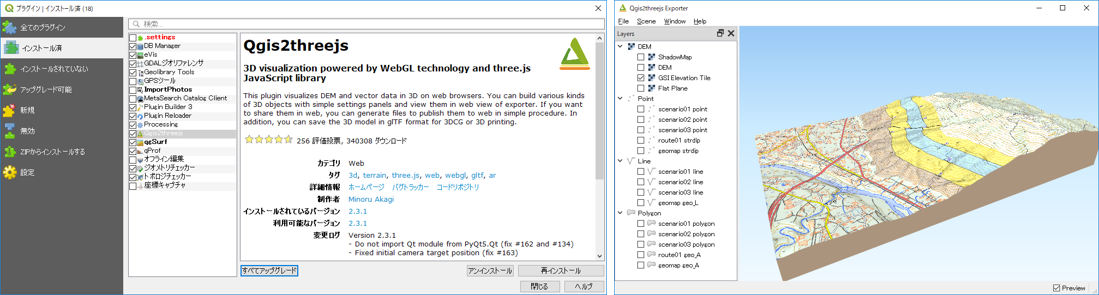 プラグイン | インストール済 (18)
検索...
全てのプラグイン
インストール済
インストールされていない
アップグレード可能
新規
無効
ZIPからインストールする
設定
.settings
DB Manager
eVis
GDALジオリファレンサ
Geolibrary Tools
GPSツール
ImportPhotos
MetaSearch Catalog Client
Plugin Builder 3
Plugin Reloader
Processing
Qgis2threejs
qgSurf
qProf
オフライン編集
ジオメトリチェッカー
トポロジチェッカー
座標キャプチャ
Qgis2threejs
3D visualization powered by WebGL technology and three.js
JavaScript library
This plugin visualizes DEM and vector data in 3D on web browsers. You can build various kinds
of 3D objects with simple settings panels and view them in web view of exporter. If you want
to share them in web, you can generate files to publish them to web in simple procedure. In
addition, you can save the 3D model in glTF format for 3DCG or 3D printing.
256 評価投票, 340308 ダウンロード
カテゴリ Web
タグ 3d, terrain, three.js, web, webgl, gltf, ar
詳細情報 ホームページ バグトラッカー コードリポジトリ
制作者 Minoru Akagi
インストールされているバージョン 2.3.1
利用可能なバージョン 2.3.1
変更ログ Version 2.3.1
- Do not import Qt module from PyQt5.Qt (fix #162 and #134)
- Fixed initial camera target position (fix #163)
すべてアップグレード
アンインストール
再インストール
閉じる
ヘルプ
Qgis2threejs Exporter
File Scene Window Help
Layers
DEM
ShadowMap
DEM
GSI Elevation Tile
Flat Plane
Point
scenario01 point
scenario02 point
scenario03 point
route01 strdip
geomap strdip
Line
scenario01 line
scenario02 line
scenario03 line
geomap geo_L
Polygon
scenario01 polygon
scenario02 polygon
scenario03 polygon
route01 geo_A
geomap geo_A
Preview